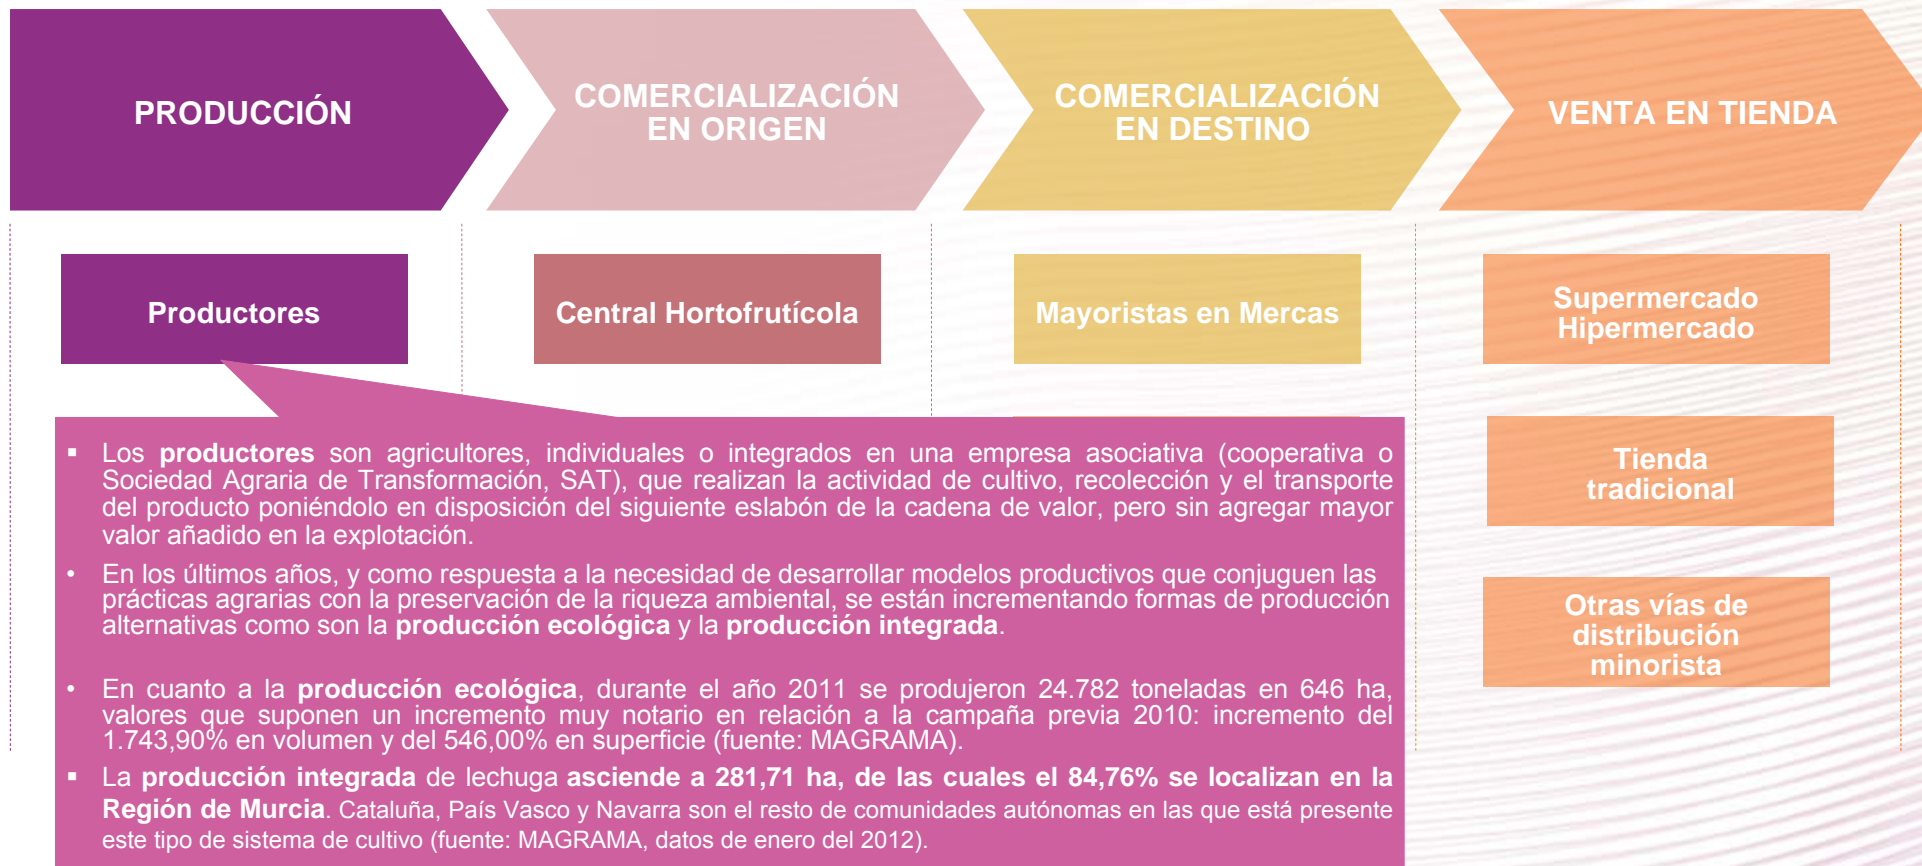 PRODUCCIÓN
COMERCIALIZACIÓN
EN ORIGEN
COMERCIALIZACIÓN
EN DESTINO
VENTA EN TIENDA
Productores
Central Hortofrutícola
Mayoristas en Mercas
Supermercado
Hipermercado
Tienda
tradicional
Otras vías de
distribución
minorista
▪ Los productores son agricultores, individuales o integrados en una empresa asociativa (cooperativa o
Sociedad Agraria de Transformación, SAT), que realizan la actividad de cultivo, recolección y el transporte
del producto poniéndolo en disposición del siguiente eslabón de la cadena de valor, pero sin agregar mayor
valor añadido en la explotación.
• En los últimos años, y como respuesta a la necesidad de desarrollar modelos productivos que conjuguen las
prácticas agrarias con la preservación de la riqueza ambiental, se están incrementando formas de producción
alternativas como son la producción ecológica y la producción integrada.
• En cuanto a la producción ecológica, durante el año 2011 se produjeron 24.782 toneladas en 646 ha,
valores que suponen un incremento muy notario en relación a la campaña previa 2010: incremento del
1.743,90% en volumen y del 546,00% en superficie (fuente: MAGRAMA).
▪ La producción integrada de lechuga asciende a 281,71 ha, de las cuales el 84,76% se localizan en la
Región de Murcia. Cataluña, País Vasco y Navarra son el resto de comunidades autónomas en las que está presente
este tipo de sistema de cultivo (fuente: MAGRAMA, datos de enero del 2012).